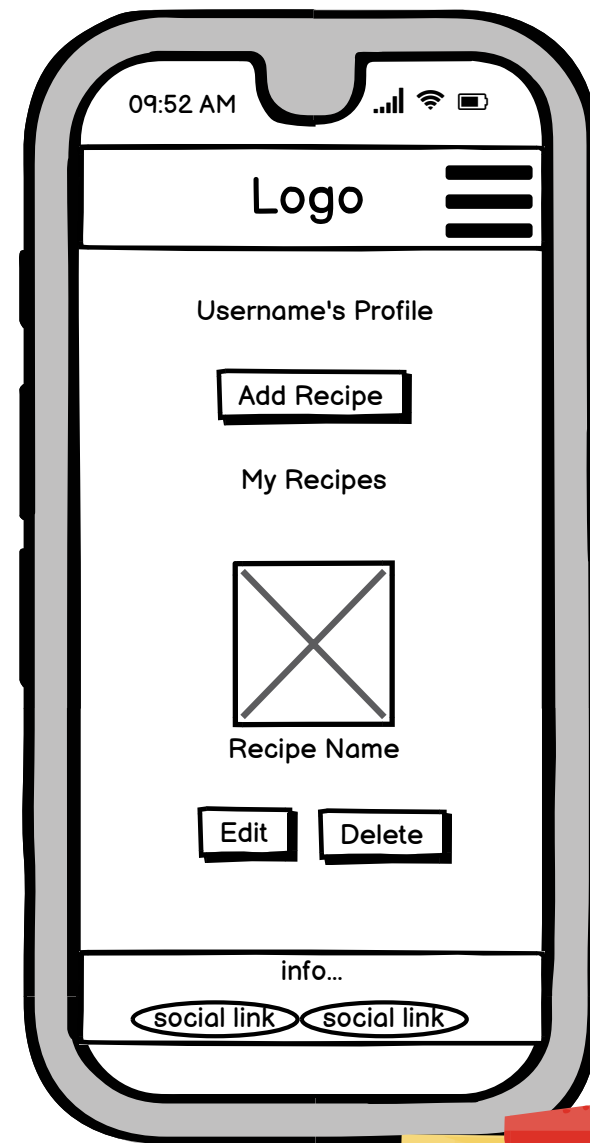 09:52 AM
Logo
Username's Profile
Add Recipe
My Recipes
Recipe Name
Edit Delete
info...
social link social link